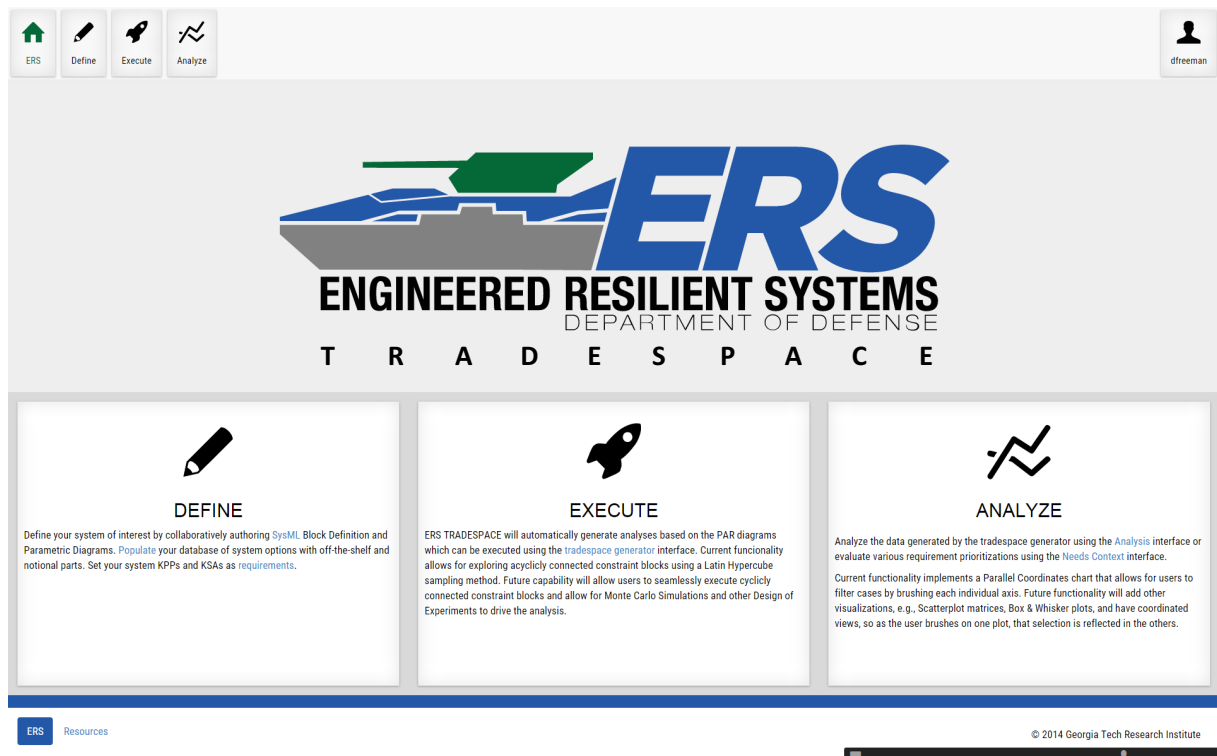 ERS
Define
Execute
Analyze
dfreeman
ERS
ENGINEERED RESILIENT SYSTEMS
DEPARTMENT OF DEFENSE
TRADESPACE
DEFINE
Define your system of interest by collaboratively authoring SysML Block Definition and
Parametric Diagrams. Populate your database of system options with off-the-shelf and
notional parts. Set your system KPPs and KSAs as requirements.
EXECUTE
ERS TRADESPACE will automatically generate analyses based on the PAR diagrams
which can be executed using the tradespace generator interface. Current funcionality
allows for exploring acyclicly connected constraint blocks using a Latin Hypercube
sampling method. Future capability will allow users to seamlessly execute cyclicly
connected constraint blocks and allow for Monte Carlo Simulations and other Design of
Experiments to drive the analysis.
ANALYZE
Analyze the data generated by the tradespace generator using the Analysis interface or
evaluate various requirement prioritizations using the Needs Context interface.
Current functionality implements a Parallel Coordinates chart that allows for users to
filter cases by brushing each individual axis. Future functionality will add other
visualizations, e.g., Scatterplot matrices, Box & Whisker plots, and have coordinated
views, so as the user brushes on one plot, that selection is reflected in the others.
ERS
Resources
© 2014 Georgia Tech Research Institute